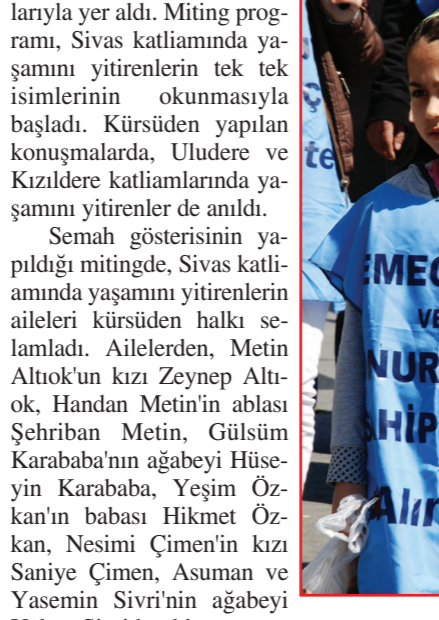 larıyla yer aldı. Miting prog-
ramı, Sivas katliamında ya-
şamını yitirenlerin tek tek
isimlerinin okunmasıyla
başladı. Kürsüden yapılan
konuşmalarda, Uludere ve
Kızıldere katliamlarında ya-
şamını yitirenler de anıldı.
Semah gösterisinin ya-
pıldığı mitingde, Sivas katli-
amında yaşamını yitirenlerin
aileleri kürsüden halkı se-
lamladı. Ailelerden, Metin
Altıok'un kızı Zeynep Altı-
ok, Handan Metin'in ablası
Şehriban Metin, Gülsüm
Karababa'nın ağabeyi Hüse-
yin Karababa, Yeşim Öz-
kan'ın babası Hikmet Öz-
kan, Nesimi Çimen'in kızı
Saniye Çimen, Asuman ve
Yasemin Sivri'nin ağabeyi
Ç
te
EMEĞ
VE
NUR
AHİP
Alın